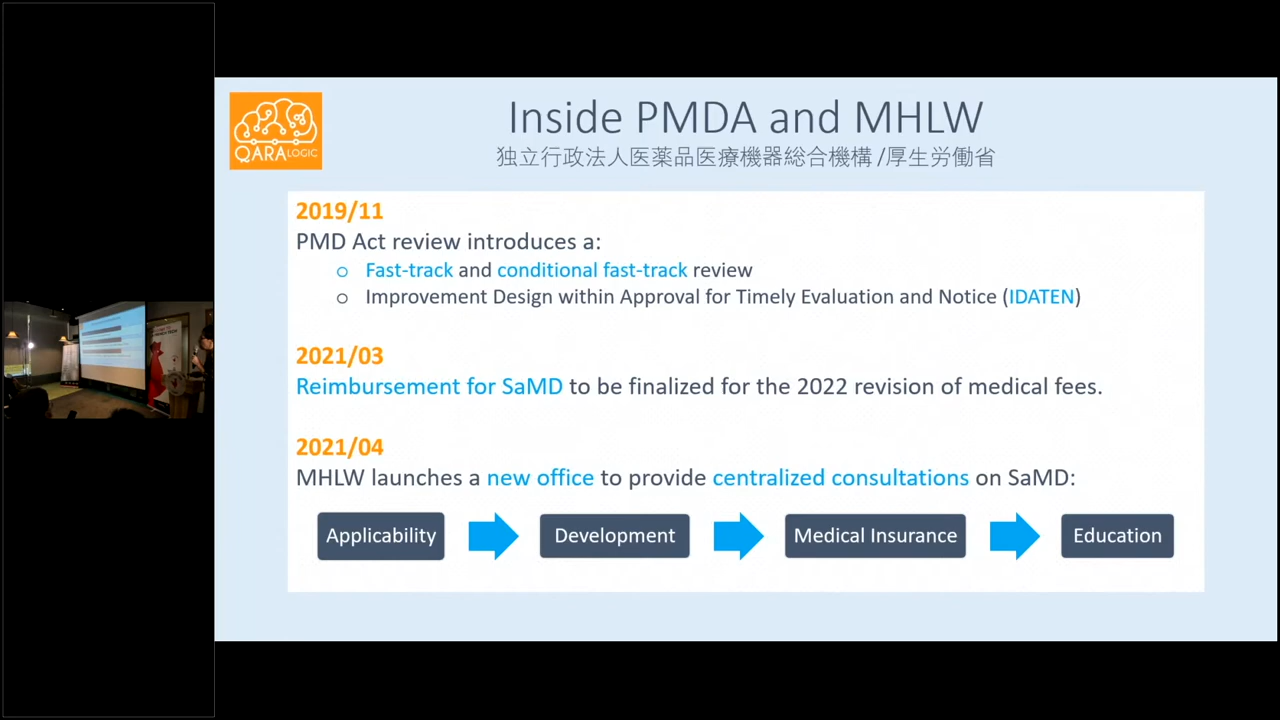 QARALOGIC
Inside PMDA and MHLW
独立行政法人医薬品医療機器総合機構 /厚生労働省
2019/11
PMD Act review introduces a:
○ Fast-track and conditional fast-track review
○ Improvement Design within Approval for Timely Evaluation and Notice (IDATEN)
2021/03
Reimbursement for SaMD to be finalized for the 2022 revision of medical fees.
2021/04
MHLW launches a new office to provide centralized consultations on SaMD:
Applicability
Development
Medical Insurance
Education